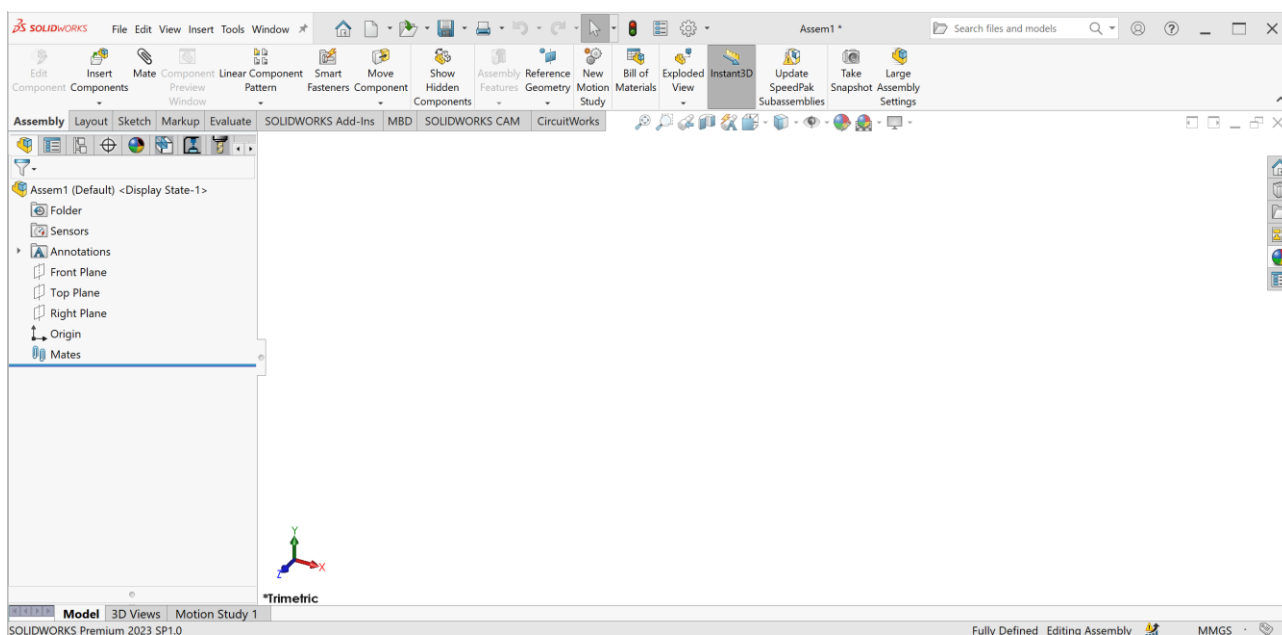 3S SOLIDWORKS File Edit View Insert Tools Window Assem1 * Search files and models
Edit Insert Mate Component Linear Component Smart Move Show Assembly Reference New Bill of Exploded Instant3D Update Take Large
Component Components Preview Pattern Fasteners Component Hidden Features Geometry Motion Materials View SpeedPak Snapshot Assembly
Window Components Study Subassemblies Settings
Assembly Layout Sketch Markup Evaluate SOLIDWORKS Add-Ins MBD SOLIDWORKS CAM CircuitWorks
Assem1 (Default) <Display State-1>
Folder
Sensors
Annotations
Front Plane
Top Plane
Right Plane
Origin
Mates
Y
X
Z
*Trimetric
Model 3D Views Motion Study 1
SOLIDWORKS Premium 2023 SP1.0 Fully Defined Editing Assembly MMGS